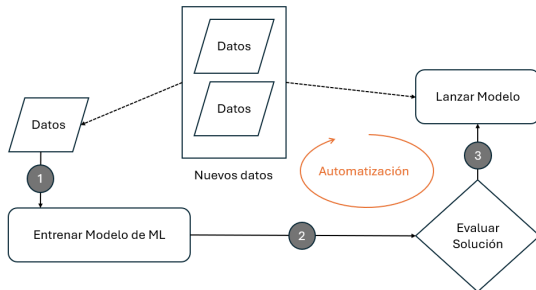 Datos
Datos
Nuevos datos
Datos
Lanzar Modelo
Automatización
1
3
Entrenar Modelo de ML
2
Evaluar
Solución